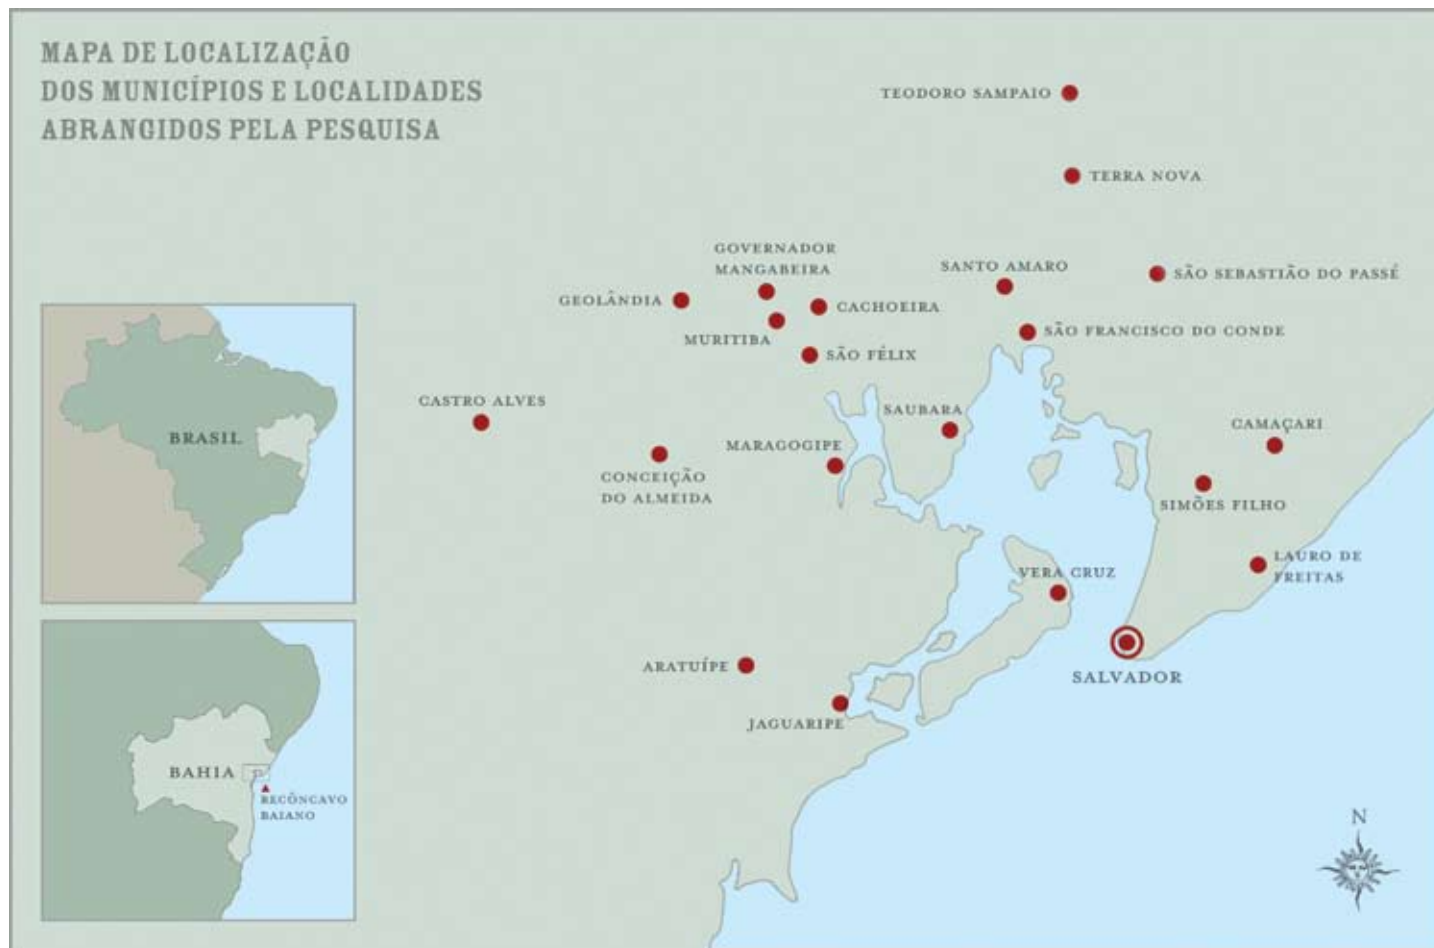 MAPA DE LOCALIZAÇÃO
DOS MUNICÍPIOS E LOCALIDADES
ABRANGIDOS PELA PESQUISA
TEODORO SAMPAIO
TERRA NOVA
GOVERNADOR
MANGABEIRA
SANTO AMARO
SÃO SEBASTIÃO DO PASSÉ
GEOLÂNDIA
CACHOEIRA
MURITIBA
SÃO FRANCISCO DO CONDE
SÃO FÉLIX
CASTRO ALVES
SAUBARA
CAMAÇARI
MARAGOGIPE
CONCEIÇÃO
DO ALMEIDA
SIMÕES FILHO
LAURO DE
FREITAS
VERA CRUZ
ARATUÍPE
SALVADOR
JAGUARIPE
BRASIL
BAHIA
RECÔNCAVO
BAIANO
N